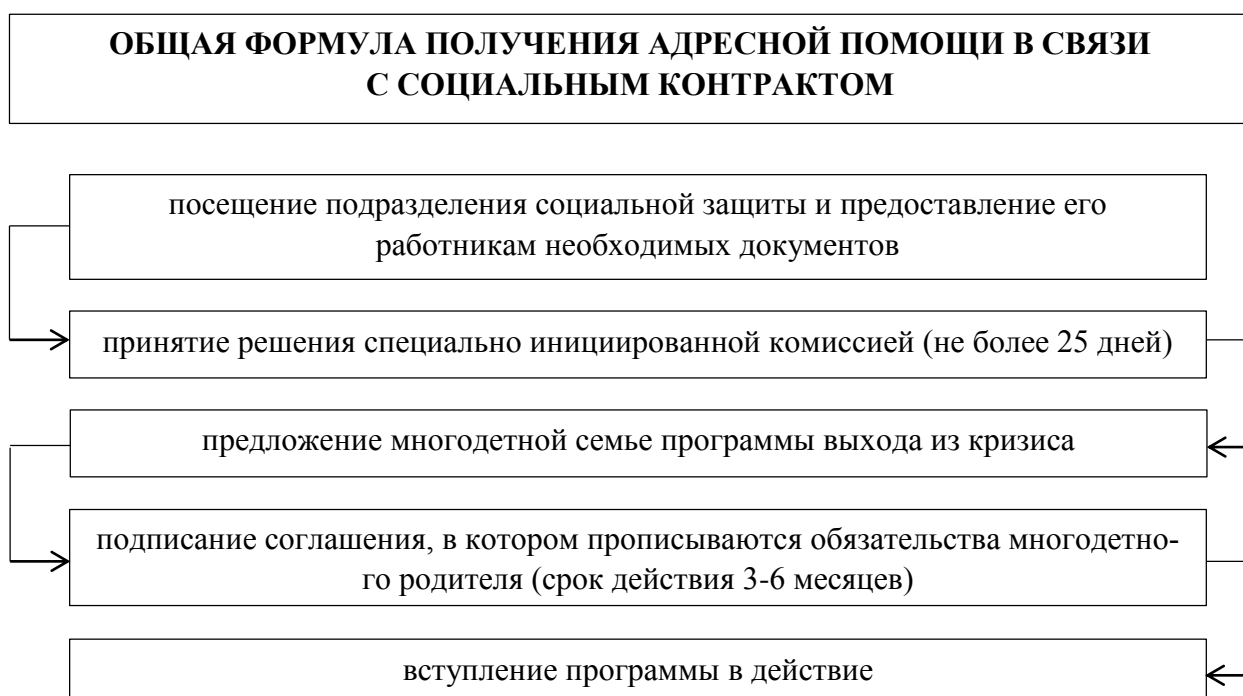 ОБЩАЯ ФОРМУЛА ПОЛУЧЕНИЯ АДРЕСНОЙ ПОМОЩИ В СВЯЗИ
С СОЦИАЛЬНЫМ КОНТРАКТОМ
посещение подразделения социальной защиты и предоставление его
работникам необходимых документов
принятие решения специально инициированной комиссией (не более 25 дней)
предложение многодетной семье программы выхода из кризиса
подписание соглашения, в котором прописываются обязательства многодетно-
го родителя (срок действия 3-6 месяцев)
вступление программы в действие